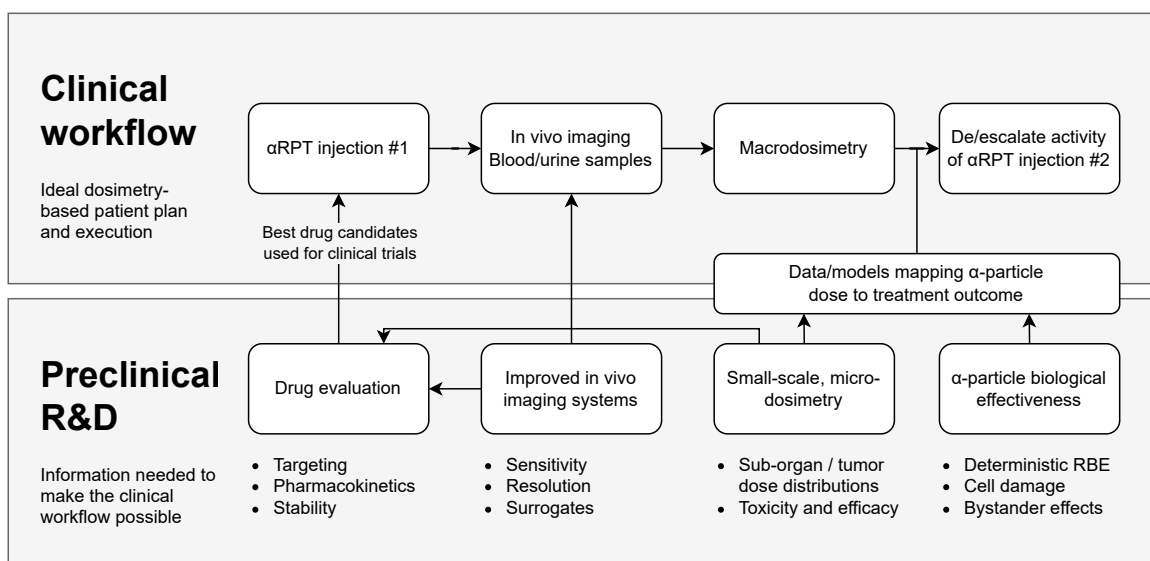 Clinical
workflow
Ideal dosimetry-
based patient plan
and execution
αRPT injection #1
In vivo imaging
Blood/urine samples
Macrodosimetry
De/escalate activity
of αRPT injection #2
Best drug candidates
used for clinical trials
Data/models mapping α-particle
dose to treatment outcome
Preclinical
R&D
Information needed to
make the clinical
workflow possible
Drug evaluation
Improved in vivo
imaging systems
Small-scale, micro-
dosimetry
α-particle biological
effectiveness
• Targeting
• Pharmacokinetics
• Stability
• Sensitivity
• Resolution
• Surrogates
• Sub-organ / tumor
dose distributions
• Toxicity and efficacy
• Deterministic RBE
• Cell damage
• Bystander effects